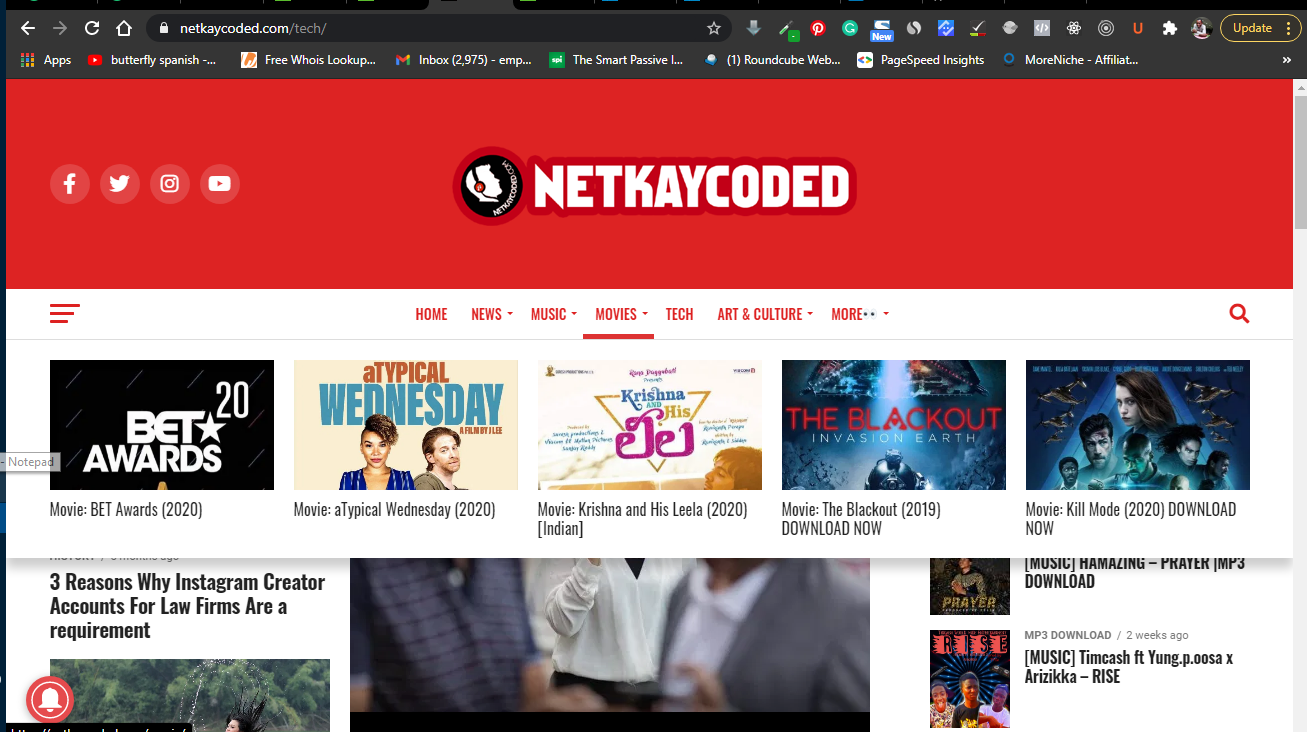 netkaycoded.com/tech/
New
Update
Apps
butterfly spanish -...
Free Whois Lookup...
Inbox (2,975) - emp...
The Smart Passive I...
(1) Roundcube Web...
PageSpeed Insights
MoreNiche - Affiliat...
NETKAYCODED
HOME
NEWS
MUSIC
MOVIES
TECH
ART & CULTURE
MORE
BET AWARDS 20
aTYPICAL
WEDNESDAY
A FILM BY I LEE
Rana Daggubati
Presents
Krishna
AND
His
లీల
THE BLACKOUT
INVASION EARTH
- Notepad
Movie: BET Awards (2020)
Movie: aTypical Wednesday (2020)
Movie: Krishna and His Leela (2020)
[Indian]
Movie: The Blackout (2019)
DOWNLOAD NOW
Movie: Kill Mode (2020) DOWNLOAD
NOW
3 Reasons Why Instagram Creator
Accounts For Law Firms Are a
requirement
PRAYER
[MUSIC] HAMAZING – PRAYER |MP3
DOWNLOAD
RISE
MP3 DOWNLOAD / 2 weeks ago
[MUSIC] Timcash ft Yung.p.oosa x
Arizikka – RISE